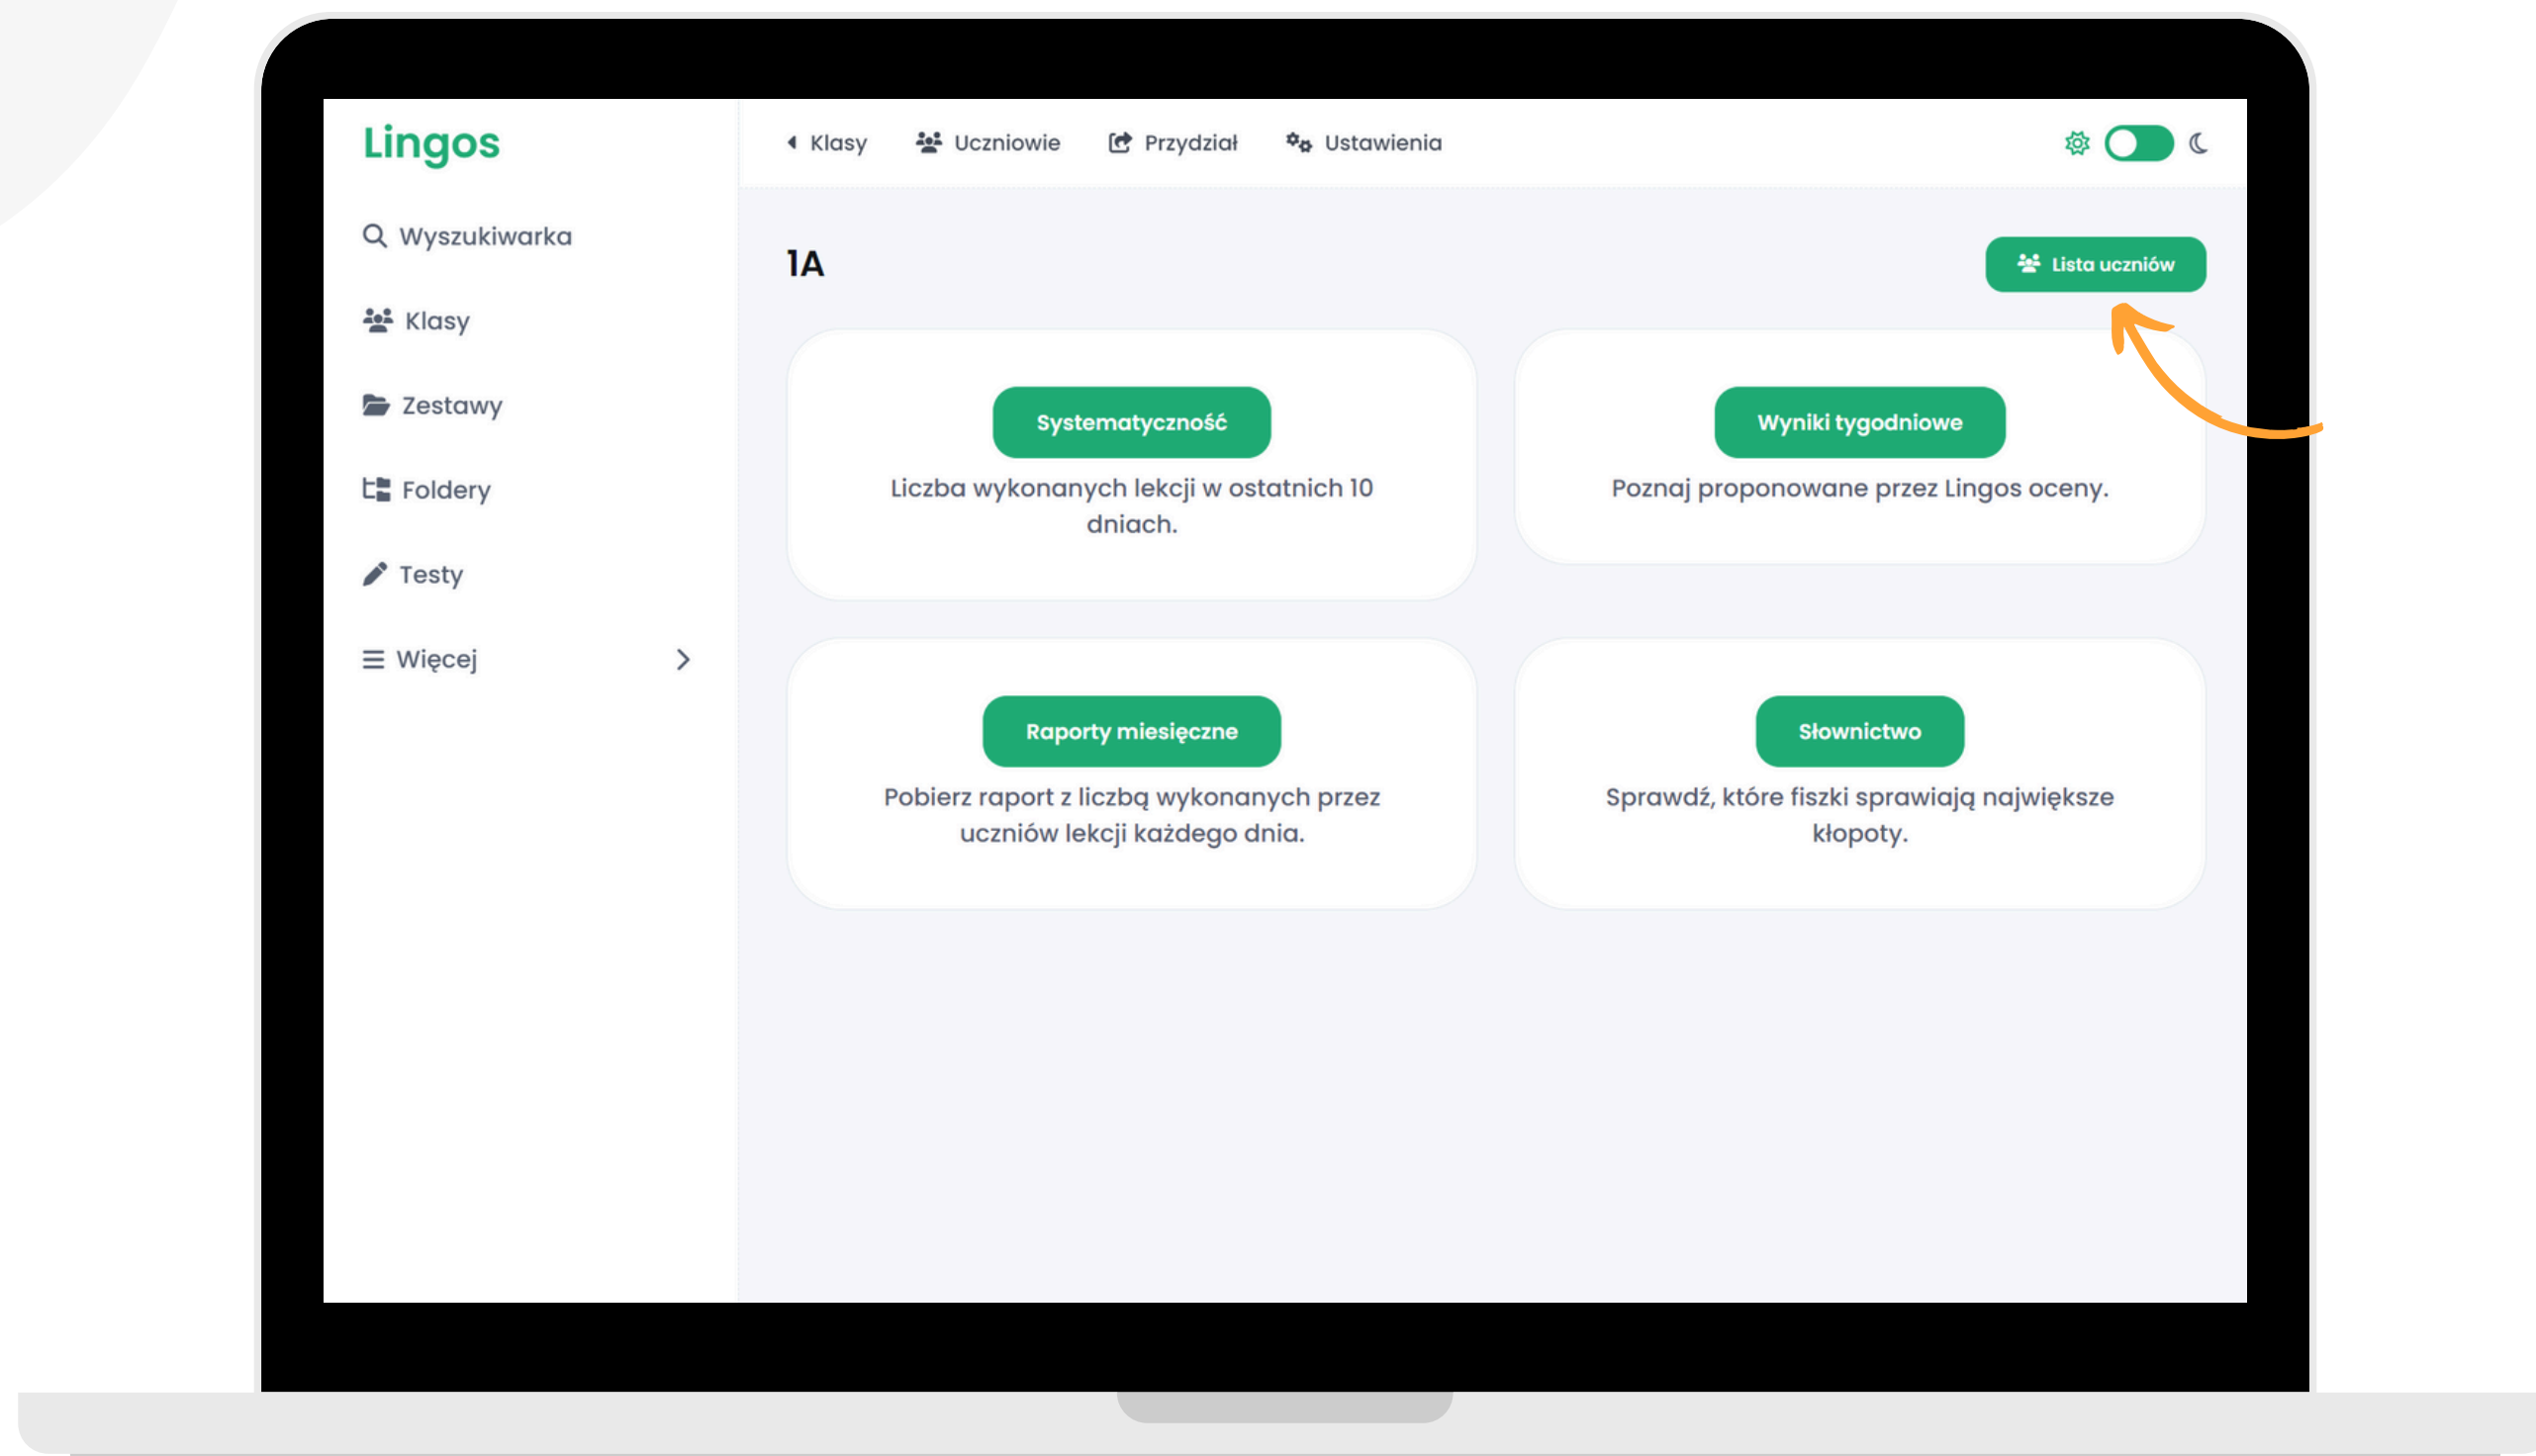 Lingos
Wyszukiwarka
Klasy
Zestawy
Foldery
Testy
Więcej
Klasy
Uczniowie
Przydział
Ustawienia
1A
Lista uczniów
Systematyczność
Liczba wykonanych lekcji w ostatnich 10
dniach.
Wyniki tygodniowe
Poznaj proponowane przez Lingos oceny.
Raporty miesięczne
Pobierz raport z liczbą wykonanych przez
uczniów lekcji każdego dnia.
Słownictwo
Sprawdź, które fiszki sprawiają największe
kłopoty.